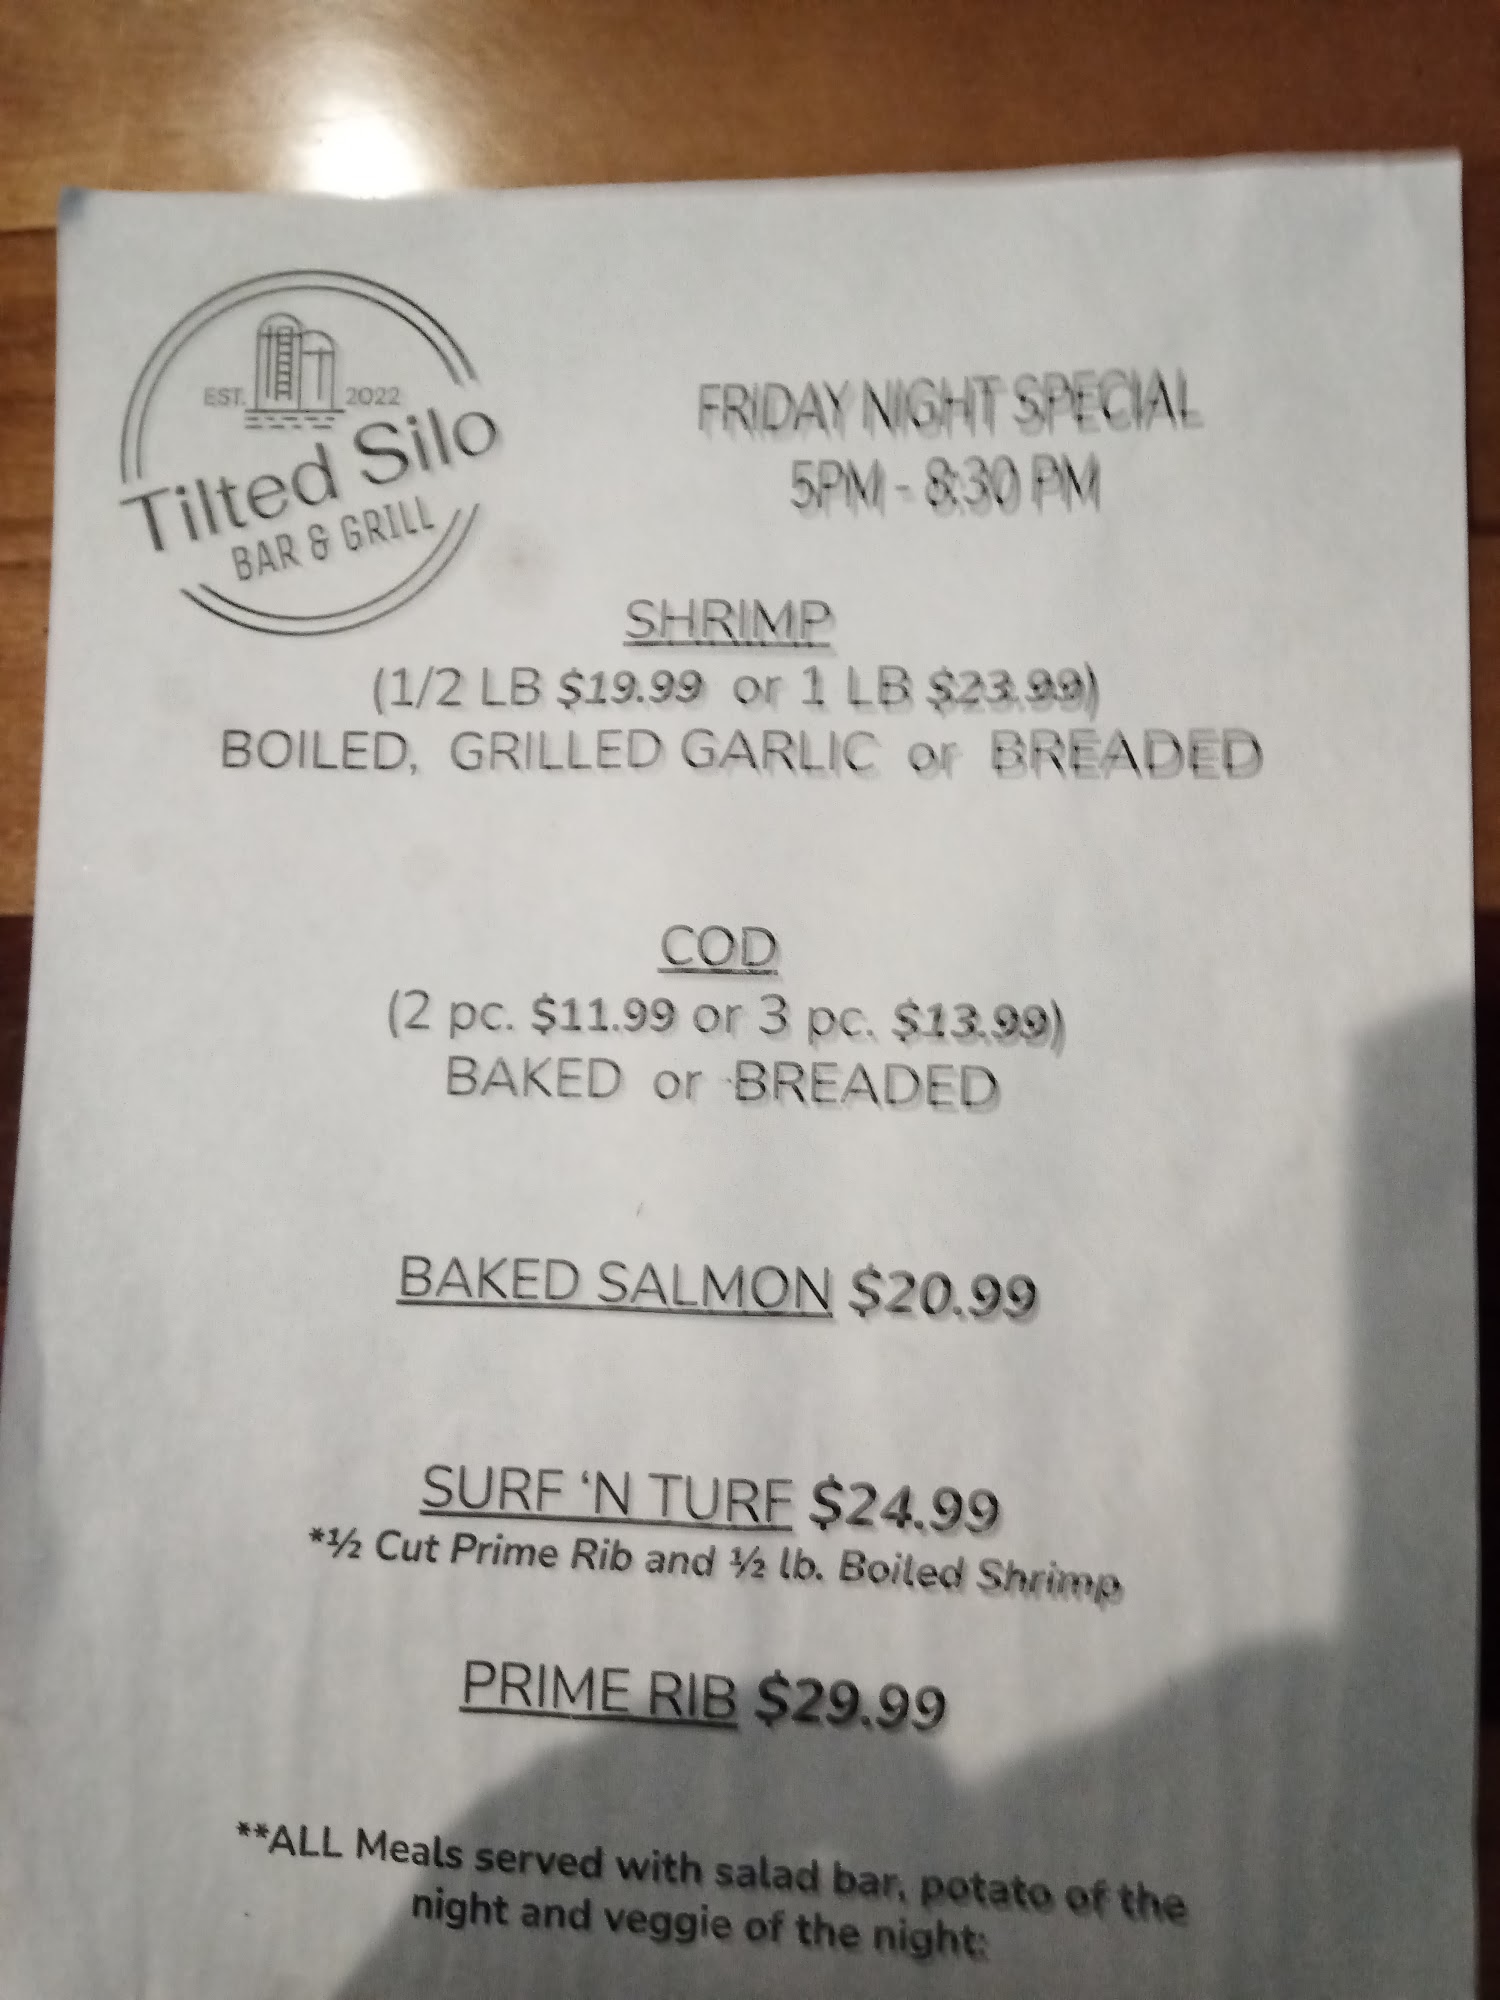 EST. 2022
Tilted Silo
BAR & GRILL
FRIDAY NIGHT SPECIAL
5PM - 8:30 PM
SHRIMP
(1/2 LB $19.99 or 1 LB $23.99)
BOILED, GRILLED GARLIC or BREADED
COD
(2 pc. $11.99 or 3 pc. $13.99)
BAKED or BREADED
BAKED SALMON $20.99
SURF ‘N TURF $24.99
*½ Cut Prime Rib and ½ lb. Boiled Shrimp
PRIME RIB $29.99
**ALL Meals served with salad bar, potato of the
night and veggie of the night: